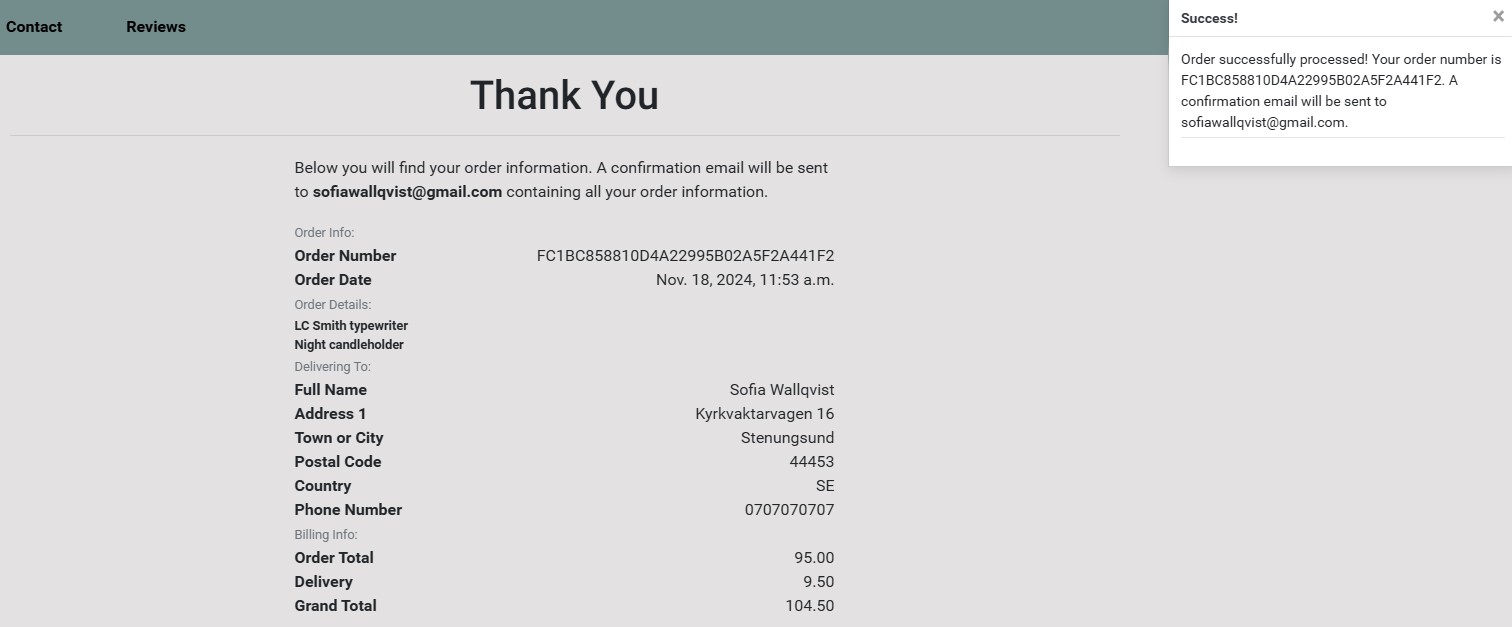 Contact Reviews
Success! ×
Order successfully processed! Your order number is
FC1BC858810D4A22995B02A5F2A441F2. A
confirmation email will be sent to
sofiawallqvist@gmail.com.
Thank You
Below you will find your order information. A confirmation email will be sent
to sofiawallqvist@gmail.com containing all your order information.
Order Info:
Order Number FC1BC858810D4A22995B02A5F2A441F2
Order Date Nov. 18, 2024, 11:53 a.m.
Order Details:
LC Smith typewriter
Night candleholder
Delivering To:
Full Name Sofia Wallqvist
Address 1 Kyrkvaktarvagen 16
Town or City Stenungsund
Postal Code 44453
Country SE
Phone Number 0707070707
Billing Info:
Order Total 95.00
Delivery 9.50
Grand Total 104.50